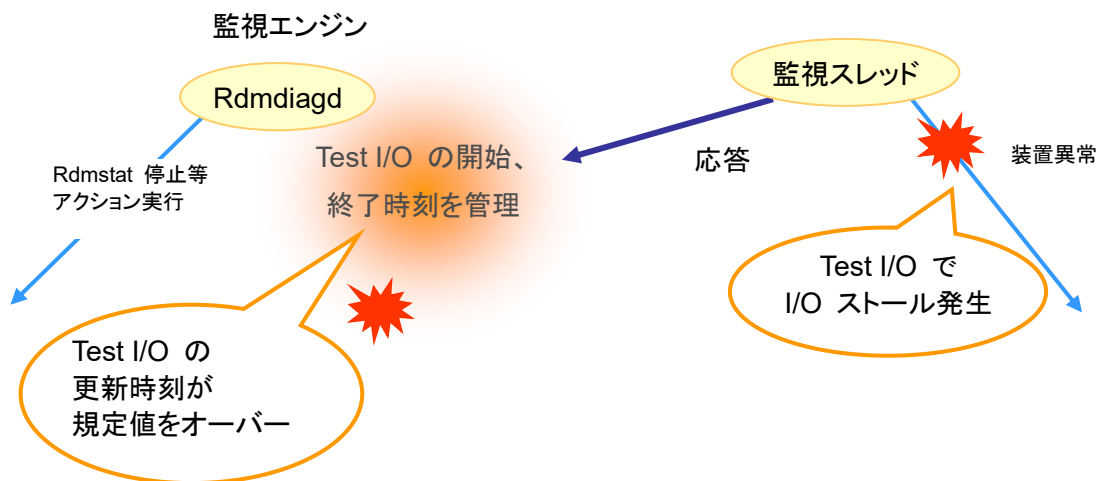 監視エンジン
Rdmdiagd
監視スレッド
Test I/O の開始、
終了時刻を管理
応答
装置異常
Rdmstat 停止等
アクション実行
Test I/O で
I/O ストール発生
Test I/O の
更新時刻が
規定値をオーバー